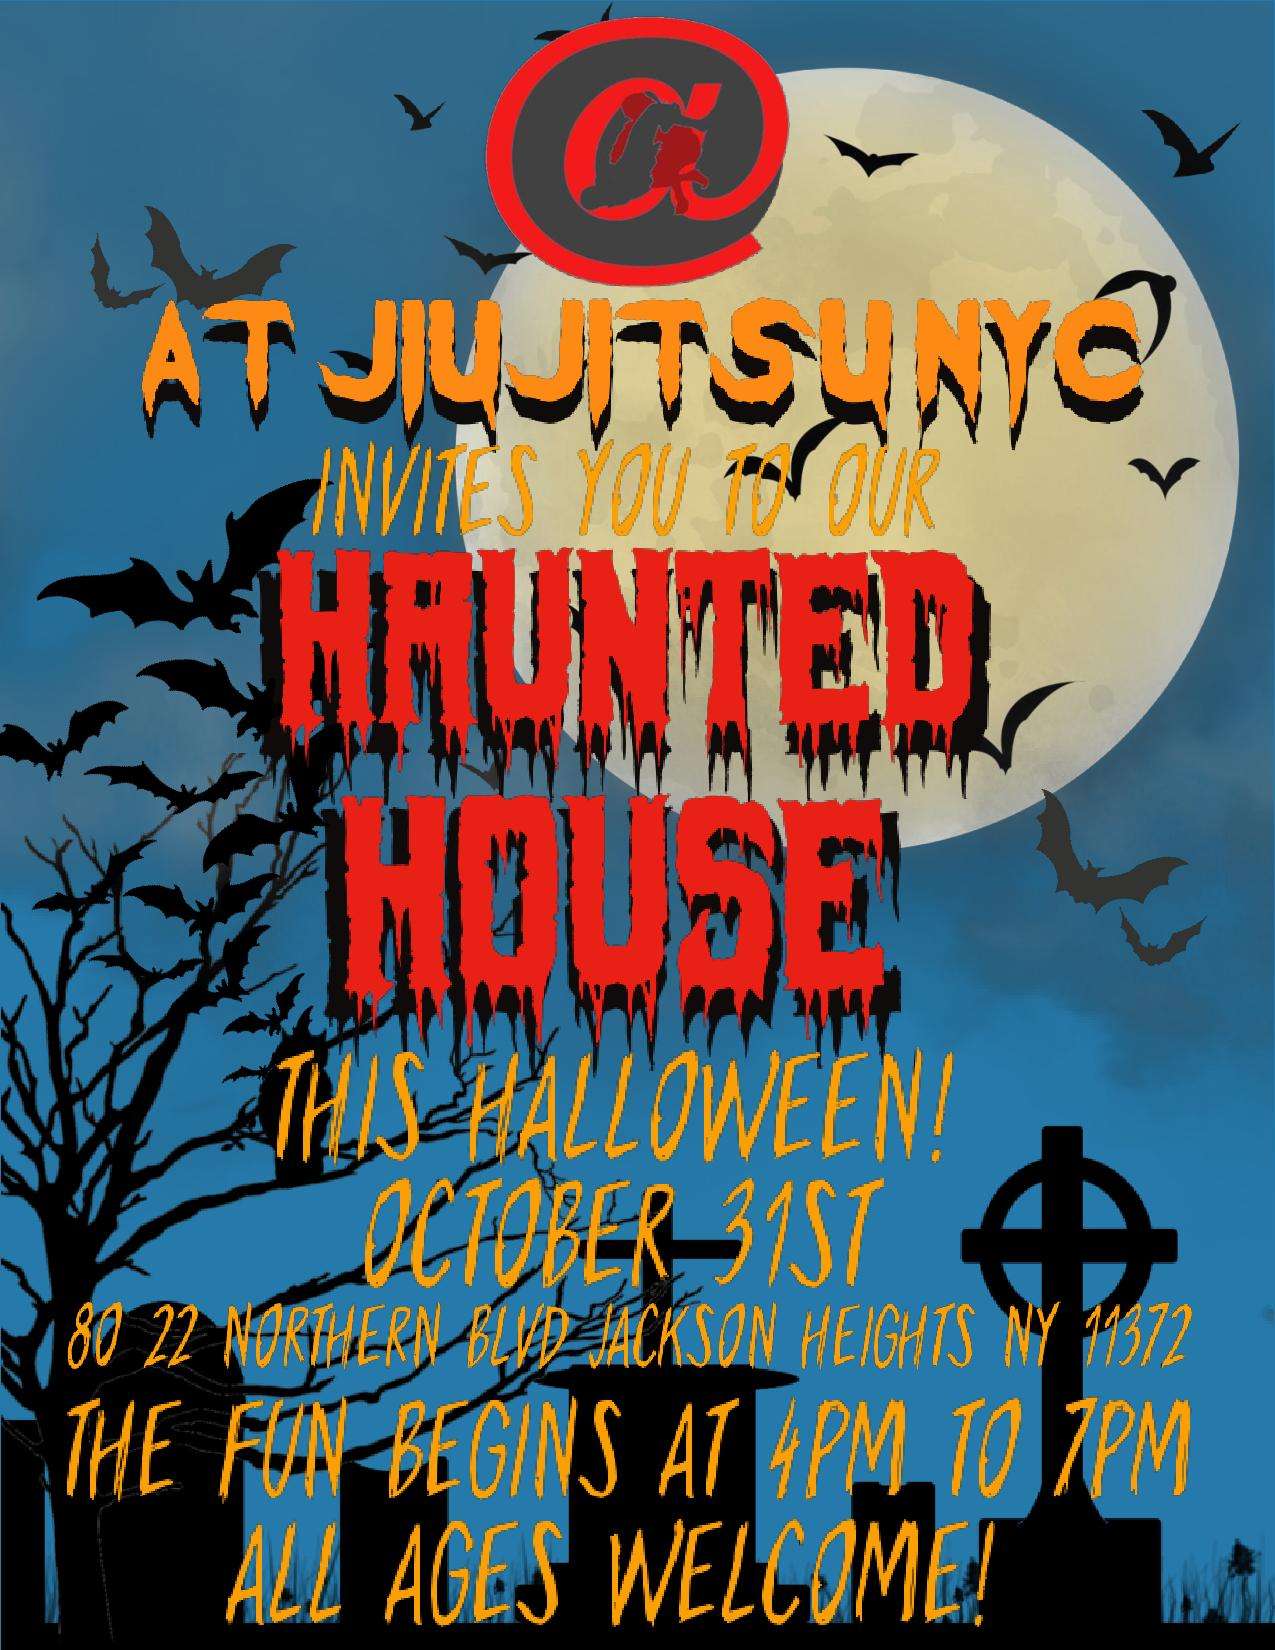 @
AT JIUJITSU NYC
INVITES YOU TO OUR
HAUNTED
HOUSE
THIS HALLOWEEN!
OCTOBER 31ST
80 22 NORTHERN BLVD JACKSON HEIGHTS NY 11372
THE FUN BEGINS AT 4PM TO 7PM
ALL AGES WELCOME!